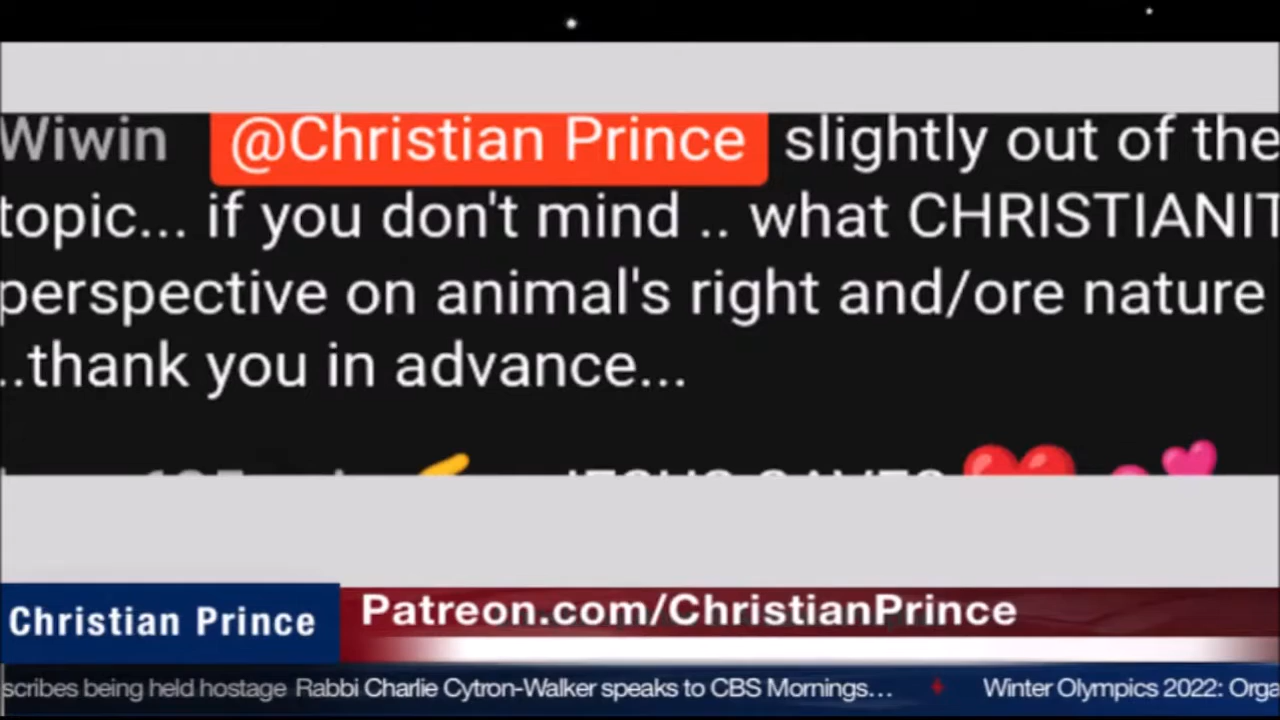 Wiwin @Christian Prince slightly out of the
topic... if you don't mind .. what CHRISTIANIT
perspective on animal's right and/ore nature
..thank you in advance...
JESUS SAVES
Christian Prince
Patreon.com/ChristianPrince
scribes being held hostage Rabbi Charlie Cytron-Walker speaks to CBS Mornings... Winter Olympics 2022: Orga